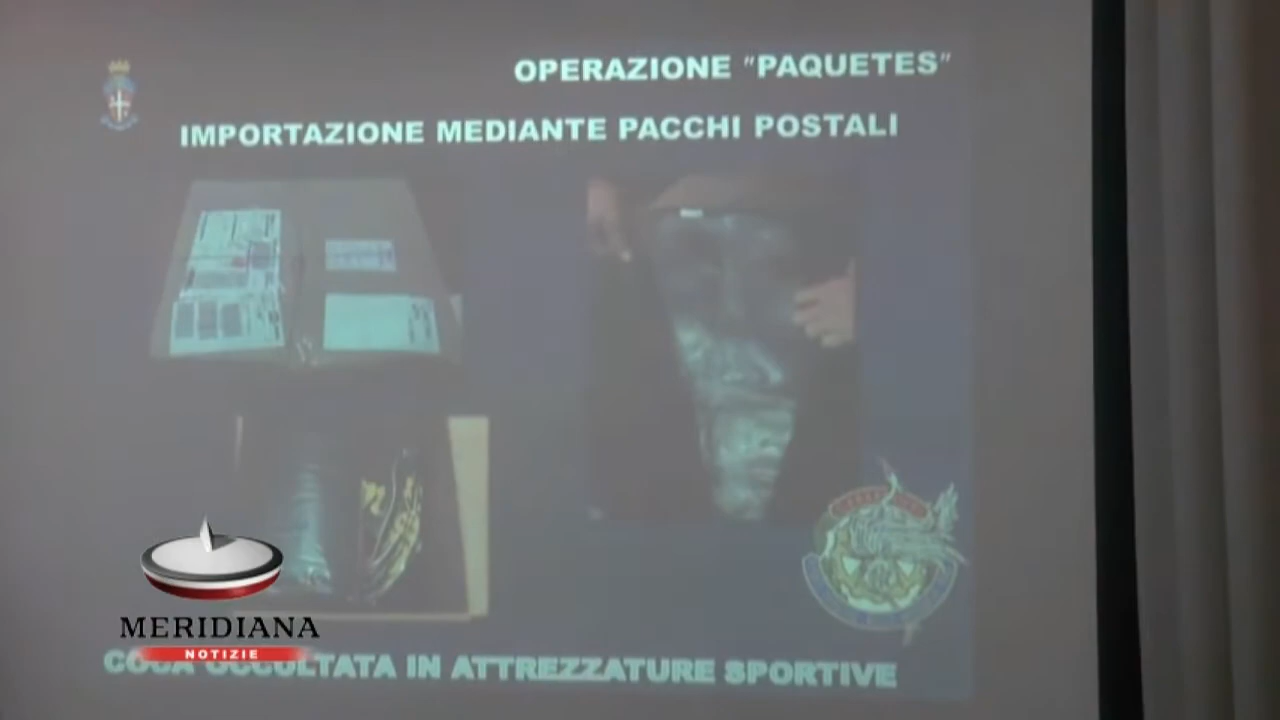 OPERAZIONE "PAQUETES"
IMPORTAZIONE MEDIANTE PACCHI POSTALI
MERIDIANA
NOTIZIE
COCA OCCULTATA IN ATTREZZATURE SPORTIVE